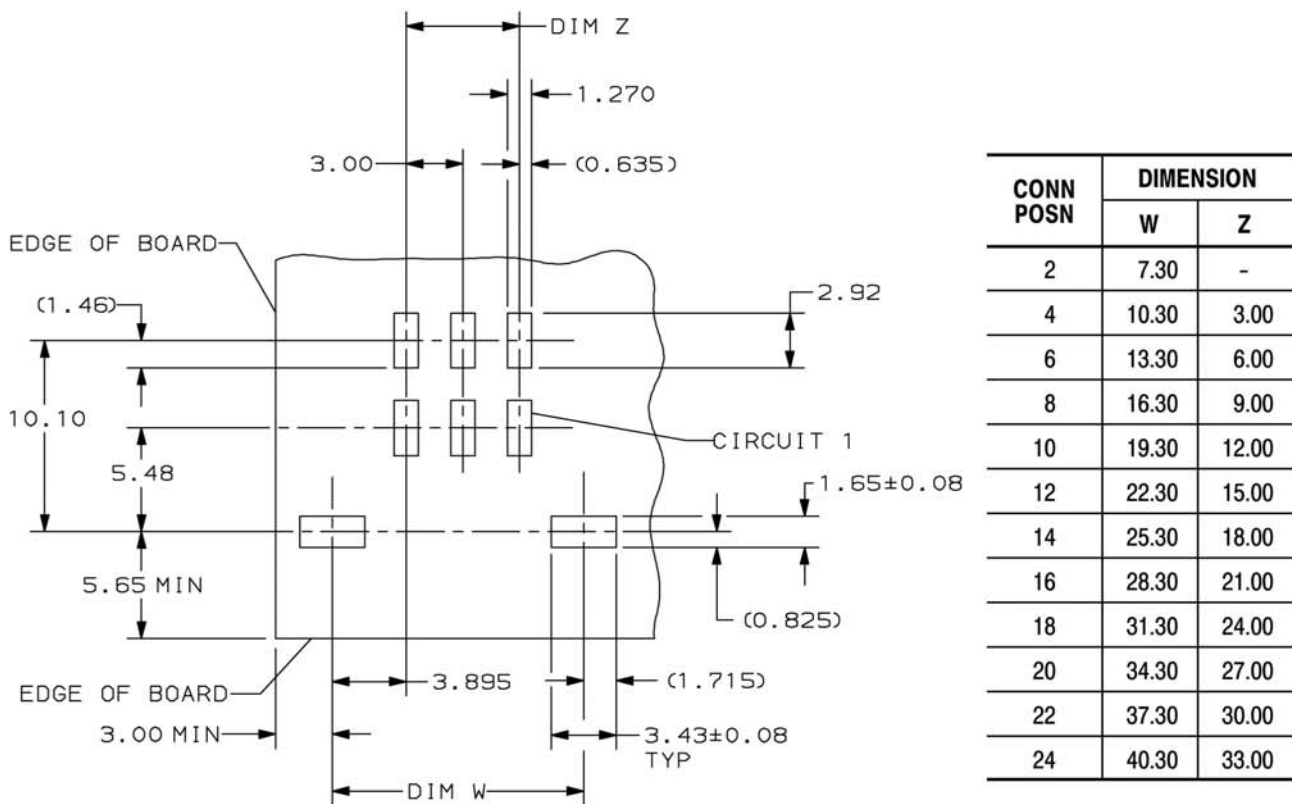 DIM Z
1.270
3.00
(0.635)
EDGE OF BOARD
(1.46)
2.92
10.10
CIRCUIT 1
5.48
1.65±0.08
5.65 MIN
(0.825)
EDGE OF BOARD
3.895
(1.715)
3.00 MIN
3.43±0.08
TYP
DIM W
CONN POSN DIMENSION
W Z
2 7.30 -
4 10.30 3.00
6 13.30 6.00
8 16.30 9.00
10 19.30 12.00
12 22.30 15.00
14 25.30 18.00
16 28.30 21.00
18 31.30 24.00
20 34.30 27.00
22 37.30 30.00
24 40.30 33.00